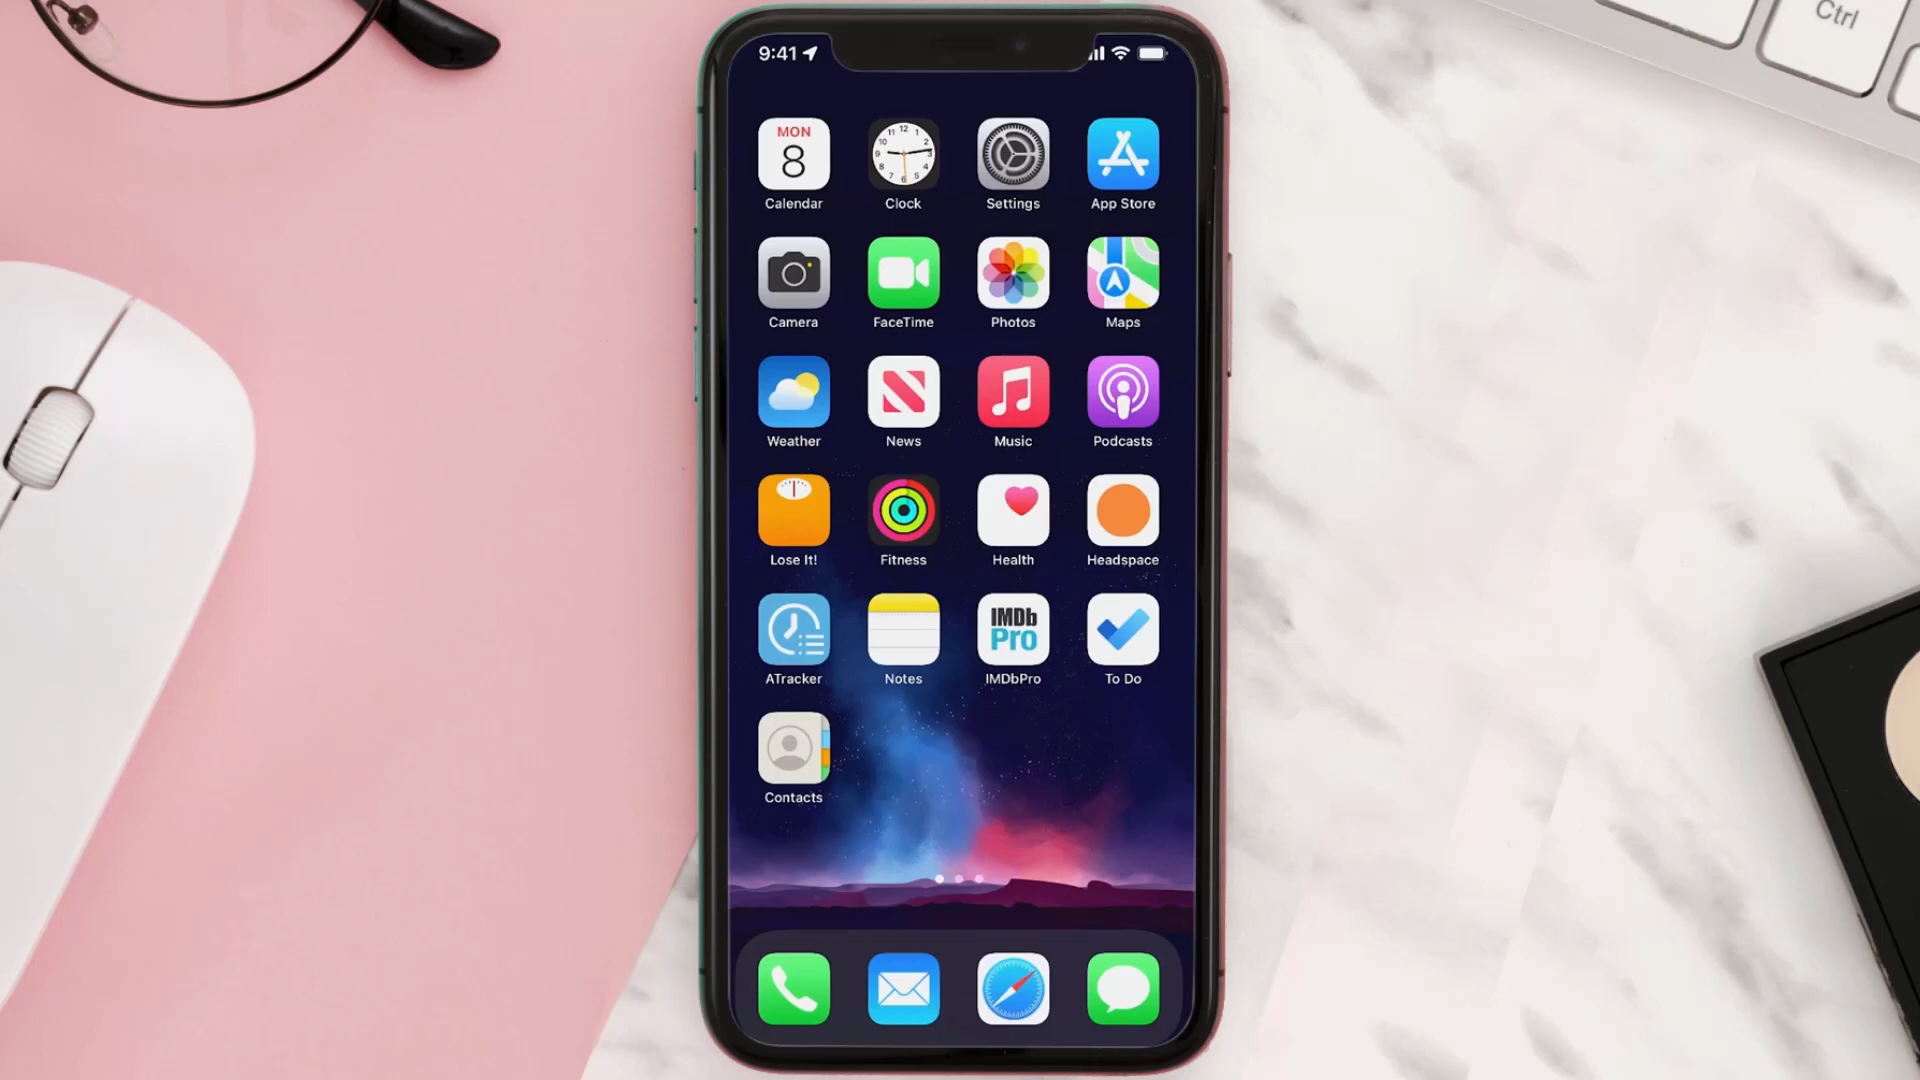 Ctrl
9:41
MON
8
Calendar
Clock
Settings
App Store
Camera
FaceTime
Photos
Maps
Weather
News
Music
Podcasts
Lose It!
Fitness
Health
Headspace
IMDb
Pro
ATracker
Notes
IMDbPro
To Do
Contacts